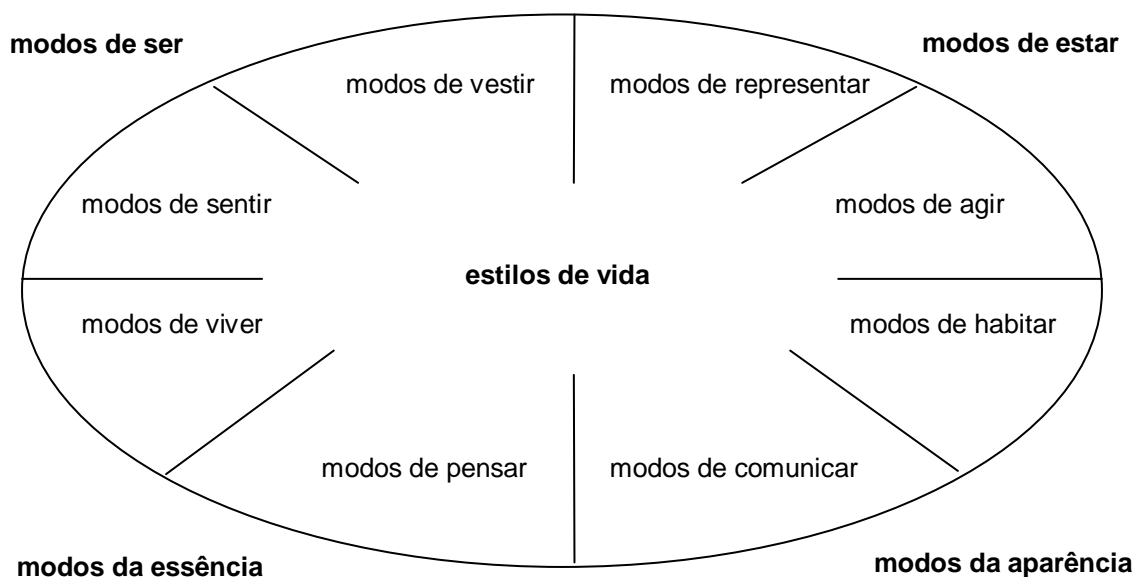 modos de ser
modos de estar
modos de vestir
modos de representar
modos de sentir
modos de agir
estilos de vida
modos de viver
modos de habitar
modos de pensar
modos de comunicar
modos da essência
modos da aparência